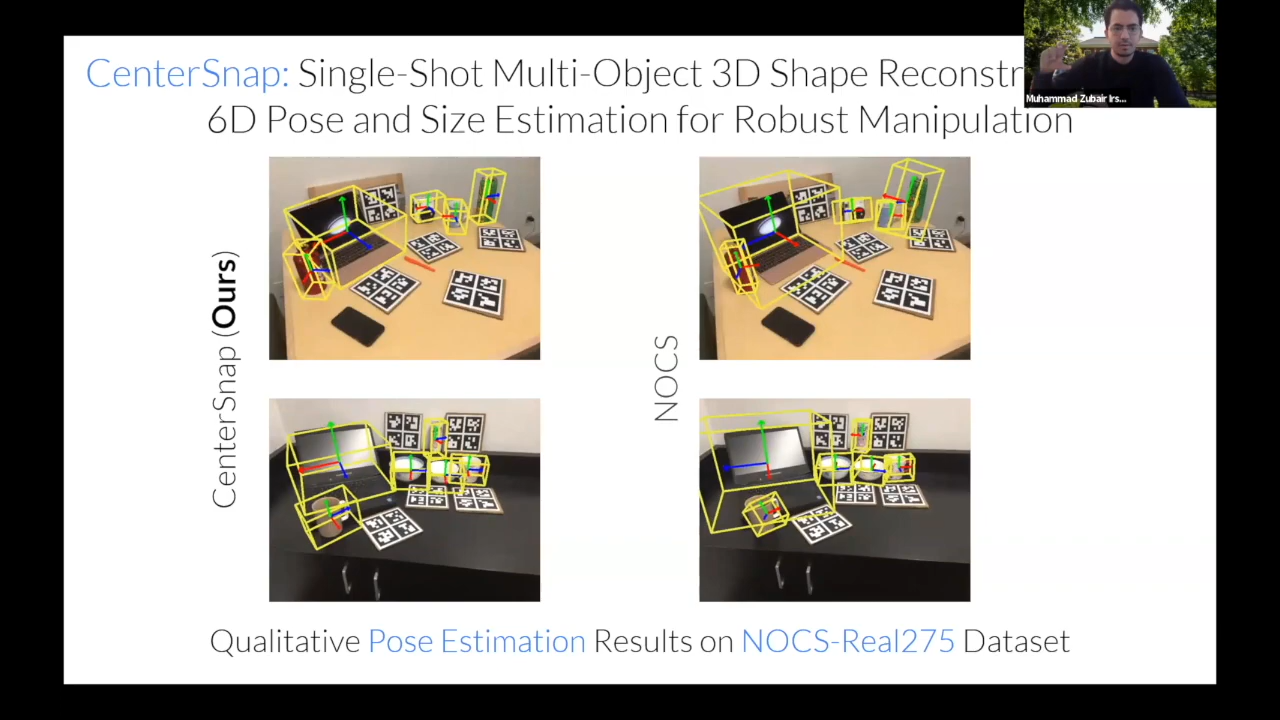 CenterSnap: Single-Shot Multi-Object 3D Shape Reconstr
6D Pose and Size Estimation for Robust Manipulation
Muhammad Zubair Irs...
CenterSnap (Ours)
NOCS
Qualitative Pose Estimation Results on NOCS-Real275 Dataset